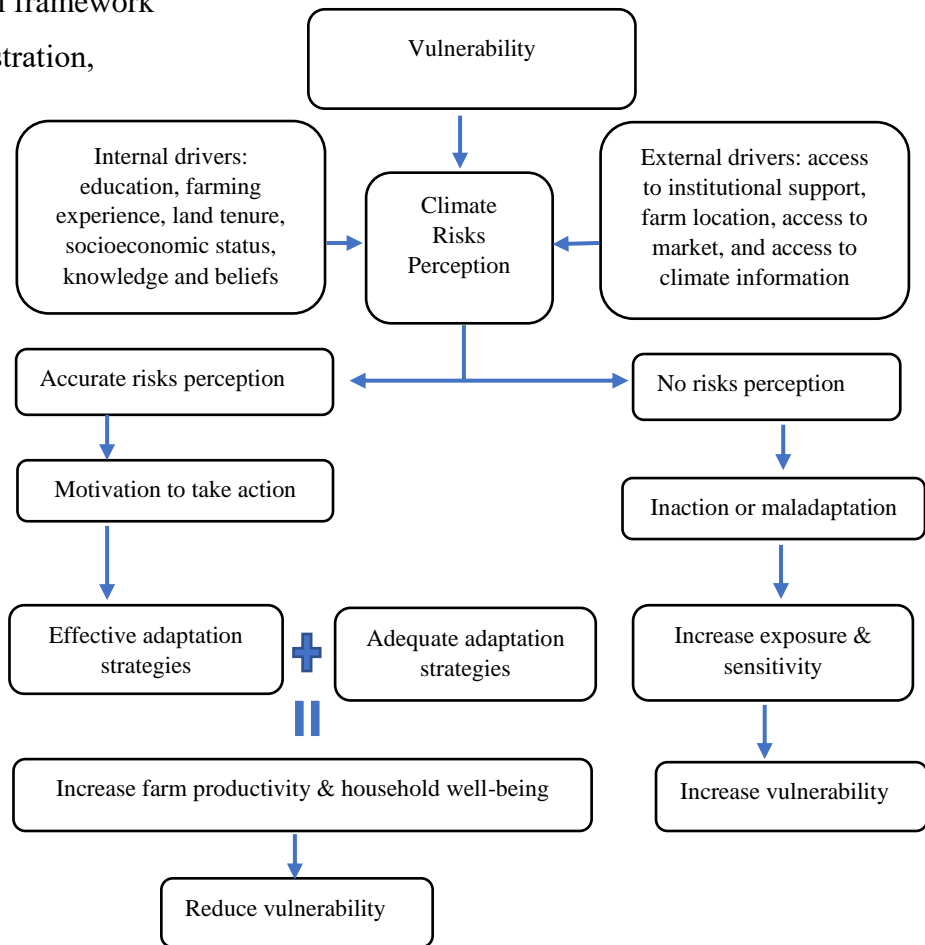 framework
Vulnerability
Internal drivers:
education, farming
experience, land tenure,
socioeconomic status,
knowledge and beliefs
Climate
Risks
Perception
External drivers: access
to institutional support,
farm location, access to
market, and access to
climate information
Accurate risks perception
No risks perception
Motivation to take action
Inaction or maladaptation
Effective adaptation
strategies
Adequate adaptation
strategies
Increase exposure &
sensitivity
Increase farm productivity & household well-being
Increase vulnerability
Reduce vulnerability